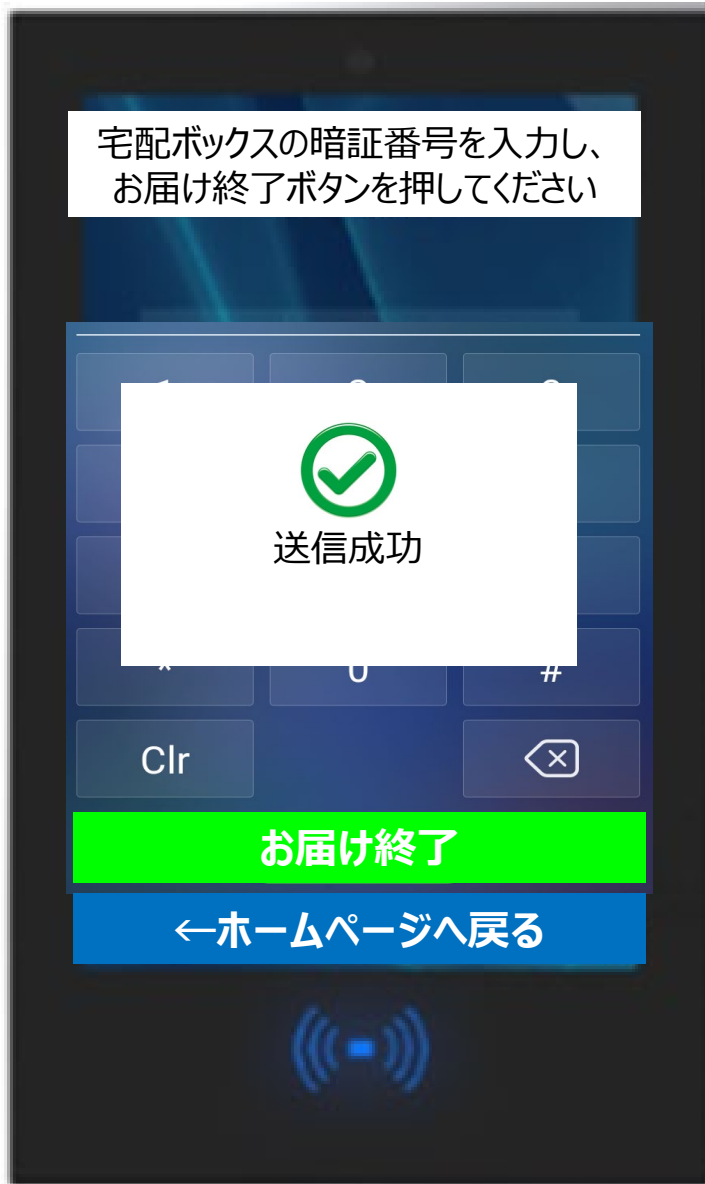 宅配ボックスの暗証番号を入力し、
お届け終了ボタンを押してください
送信成功
* 0 #
Clr
お届け終了
←ホームページへ戻る